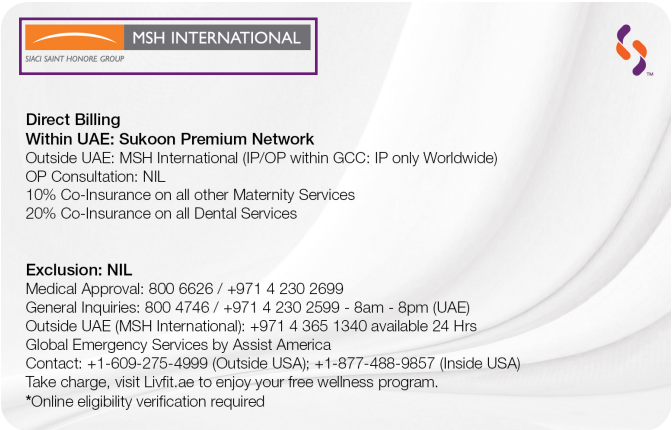 MSH INTERNATIONAL
SIACI SAINT HONORE GROUP
TM
Direct Billing
Within UAE: Sukoon Premium Network
Outside UAE: MSH International (IP/OP within GCC: IP only Worldwide)
OP Consultation: NIL
10% Co-Insurance on all other Maternity Services
20% Co-Insurance on all Dental Services
Exclusion: NIL
Medical Approval: 800 6626 / +971 4 230 2699
General Inquiries: 800 4746 / +971 4 230 2599 - 8am - 8pm (UAE)
Outside UAE (MSH International): +971 4 365 1340 available 24 Hrs
Global Emergency Services by Assist America
Contact: +1-609-275-4999 (Outside USA); +1-877-488-9857 (Inside USA)
Take charge, visit Livfit.ae to enjoy your free wellness program.
*Online eligibility verification required